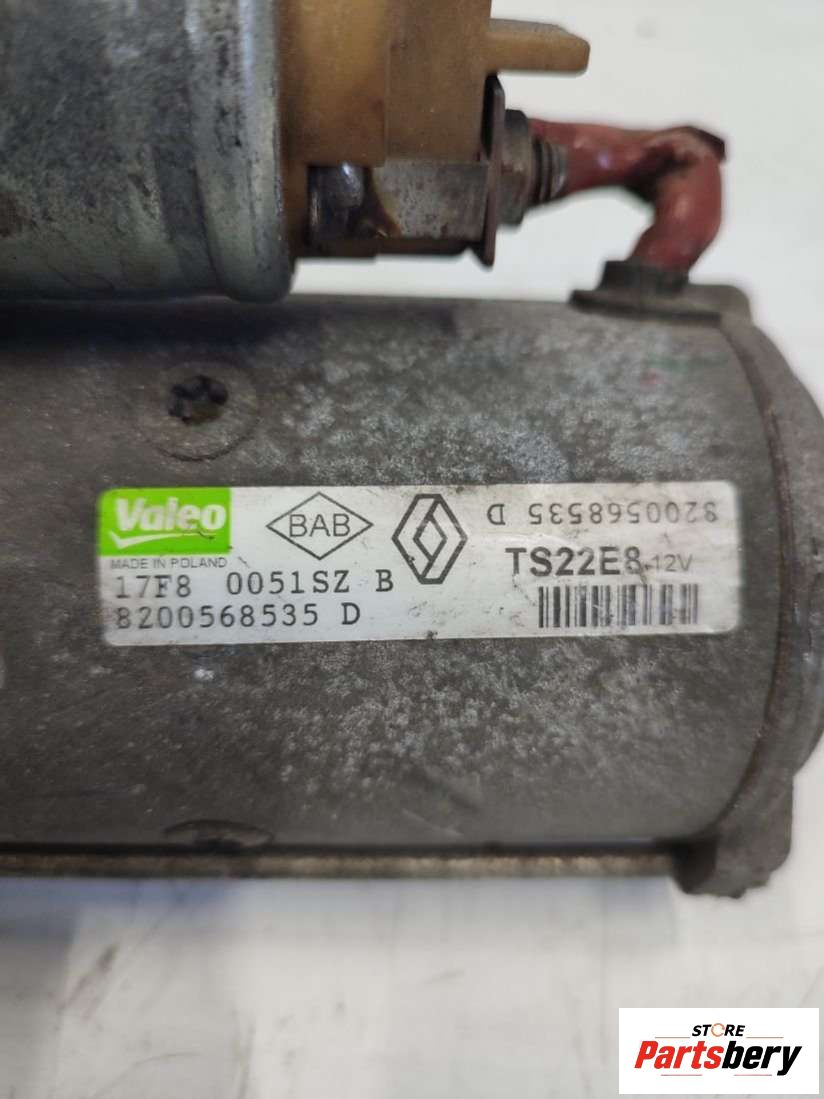 Valeo
BAB
8200568535 D
MADE IN POLAND
TS22E8 12V
17F8 0051SZ B
8200568535 D
STORE
Partsbery